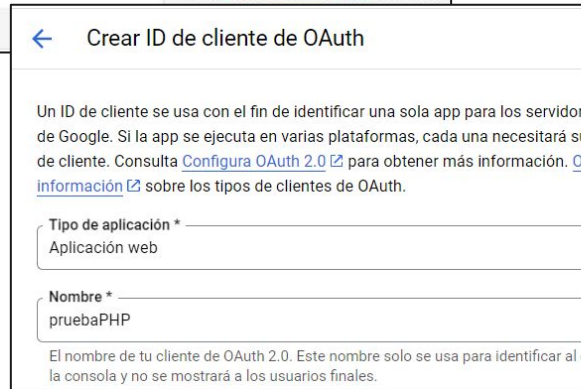 Crear ID de cliente de OAuth
Un ID de cliente se usa con el fin de identificar una sola app para los
de Google. Si la app se ejecuta en varias plataformas, cada una necesitará
de cliente. Consulta Configura OAuth 2.0 para obtener más información.
información sobre los tipos de clientes de OAuth.
Tipo de aplicación *
Aplicación web
Nombre *
pruebaPHP
El nombre de tu cliente de OAuth 2.0. Este nombre solo se usa para identificar al
la consola y no se mostrará a los usuarios finales.